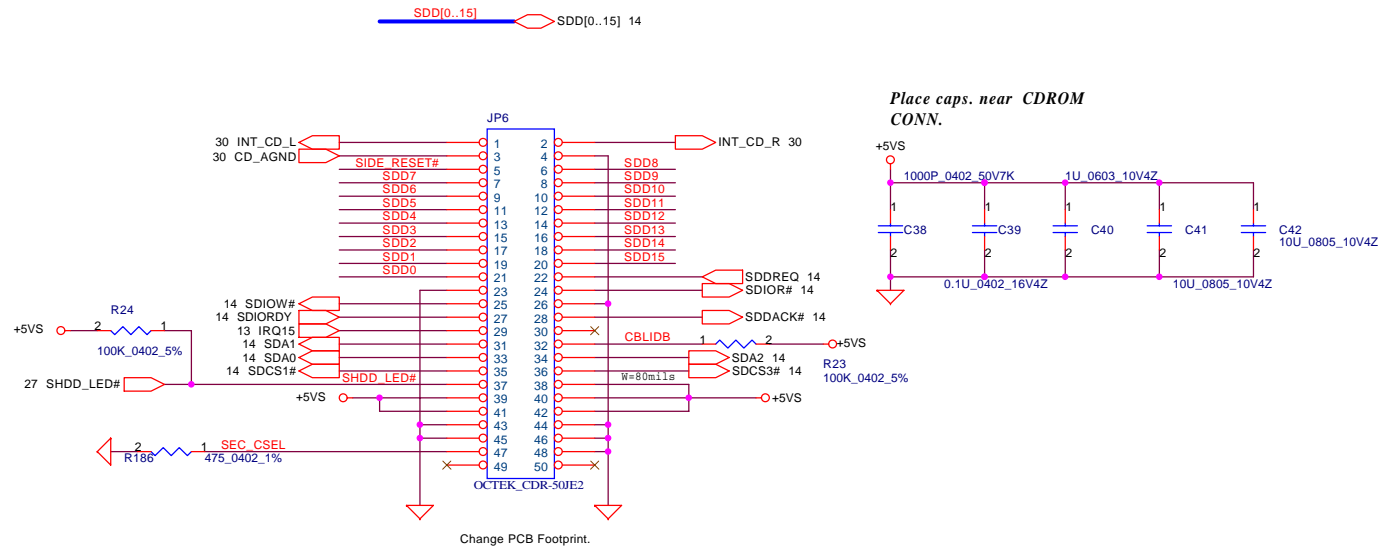 SDD[0..15]
SDD[0..15] 14
Place caps. near CDROM
CONN.
JP6
30 INT_CD_L
1
2
INT_CD_R 30
30 CD_AGND
3
4
SIDE_RESET#
5
6
SDD8
SDD7
7
8
SDD9
SDD6
9
10
SDD10
SDD5
11
12
SDD11
SDD4
13
14
SDD12
SDD3
15
16
SDD13
SDD2
17
18
SDD14
SDD1
19
20
SDD15
SDD0
21
22
SDDREQ 14
23
24
SDIOR# 14
14 SDIOW#
25
26
14 SDIORDY
27
28
SDDACK# 14
13 IRQ15
29
30
14 SDA1
31
32
CBLIDB
1
2
+5VS
14 SDA0
33
34
SDA2 14
14 SDCS1#
35
36
SDCS3# 14
R23
100K_0402_5%
R24
+5VS
2
1
100K_0402_5%
27 SHDD_LED#
SHDD_LED#
37
38
W=80mils
+5VS
39
40
+5VS
41
42
43
44
45
46
2
1
SEC_CSEL
47
48
R186
475_0402_1%
49
50
OCTEK_CDR-50JE2
Change PCB Footprint.
+5VS
1000P_0402_50V7K
1U_0603_10V4Z
1
1
1
1
1
C38
C39
C40
C41
C42
10U_0805_10V4Z
2
2
2
2
2
0.1U_0402_16V4Z
10U_0805_10V4Z